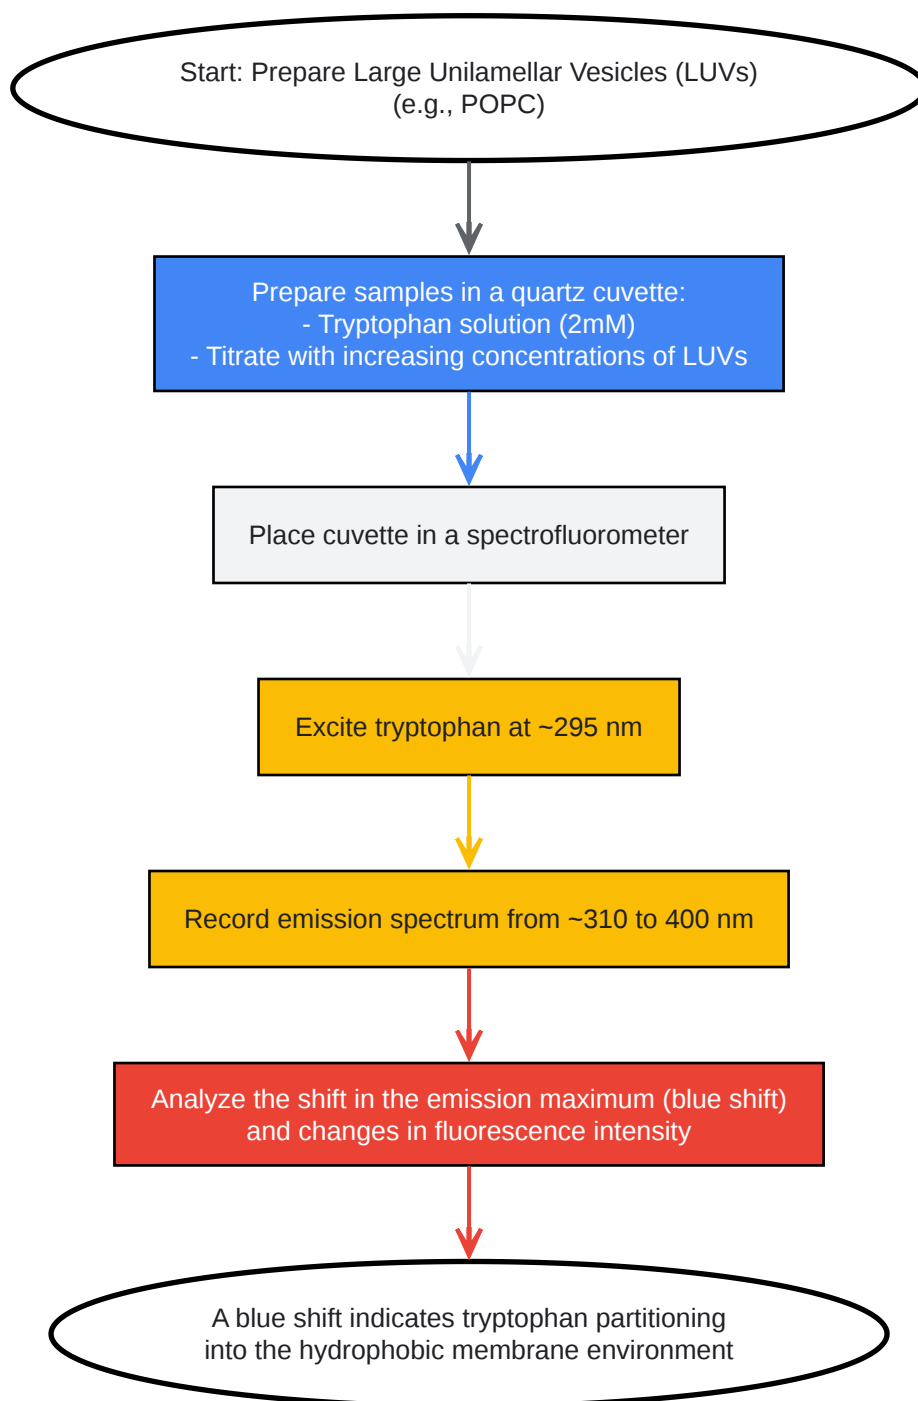 Start: Prepare Large Unilamellar Vesicles (LUVs)
(e.g., POPC)
Prepare samples in a quartz cuvette:
- Tryptophan solution (2mM)
- Titrate with increasing concentrations of LUVs
Place cuvette in a spectrofluorometer
Excite tryptophan at ~295 nm
Record emission spectrum from ~310 to 400 nm
Analyze the shift in the emission maximum (blue shift)
and changes in fluorescence intensity
A blue shift indicates tryptophan partitioning
into the hydrophobic membrane environment